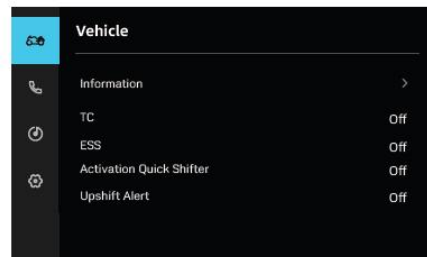 Vehicle
Information
TC Off
ESS Off
Activation Quick Shifter Off
Upshift Alert Off